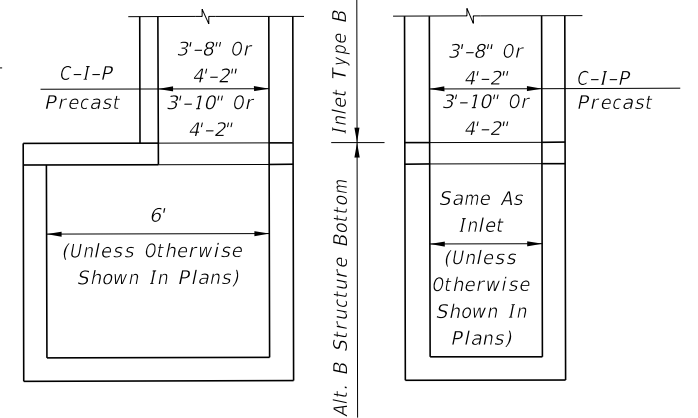 3'-8" Or
4'-2"
C-I-P
Precast
3'-10" Or
4'-2"
6'
(Unless Otherwise
Shown In Plans)
Inlet Type B
Alt. B Structure Bottom
3'-8" Or
4'-2"
C-I-P
Precast
3'-10" Or
4'-2"
Same As
Inlet
(Unless
Otherwise
Shown In
Plans)